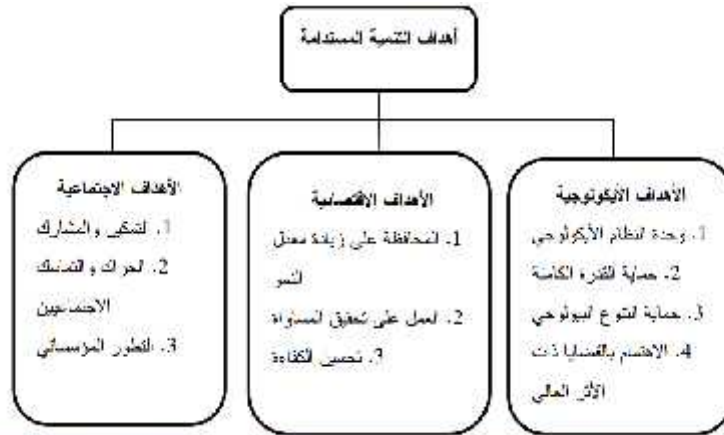 أهداف التنمية المستدامة
الأهداف الأيكولوجية
1. وحدة النظام الأيكولوجي
2. حماية القدرة الكامنة
3. حماية التنوع البيولوجي
4. الاهتمام بالقضايا ذات
الأثر العالي
الأهداف الاقتصادية
1. المحافظة على زيادة معدل
النمو
2. العمل على تحقيق المساواة
3. تحسين الكفاءة
الأهداف الاجتماعية
1. التمكين والمشارك
2. الحراك والتماسك
الاجتماعيين
3. التطور المؤسساتي